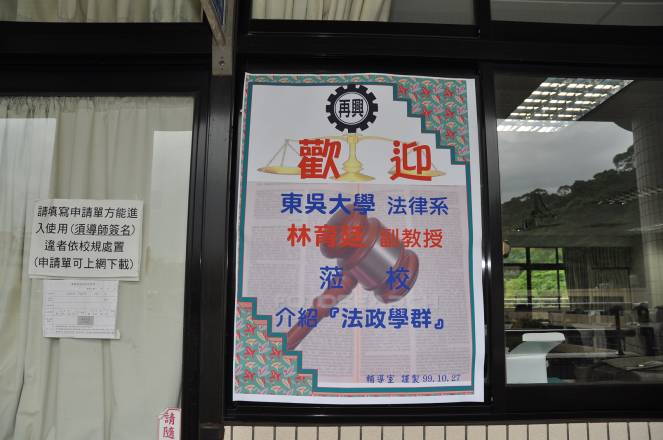 再興
歡迎
東吳大學 法律系
林育廷 副教授
蒞校
介紹『法政學群』
輔導室 謹製 99.10.27
請填寫申請單方能進
入使用(須導師簽名)
違者依校規處置
(申請單可上網下載)
請隨